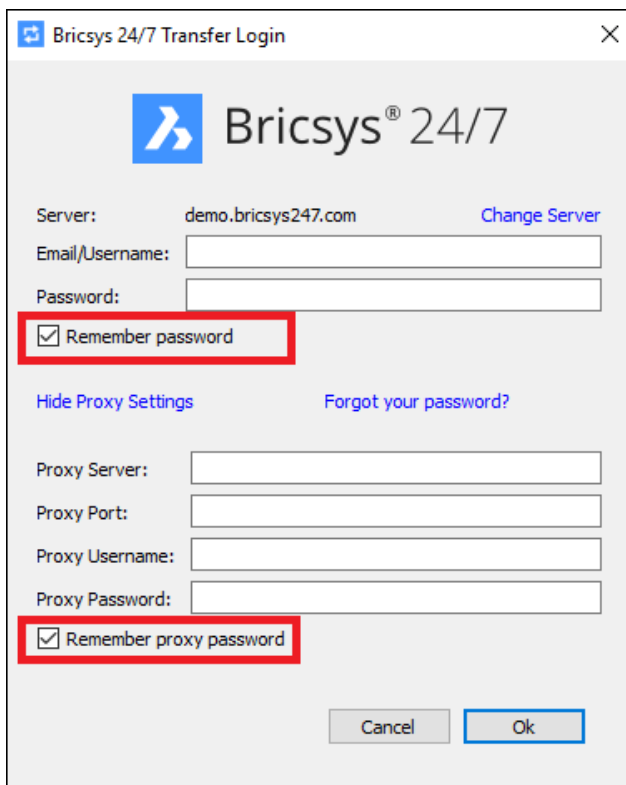 Bricsys 24/7 Transfer Login
Bricsys® 24/7
Server: demo.bricsys247.com Change Server
Email/Username:
Password:
Remember password
Hide Proxy Settings Forgot your password?
Proxy Server:
Proxy Port:
Proxy Username:
Proxy Password:
Remember proxy password
Cancel Ok